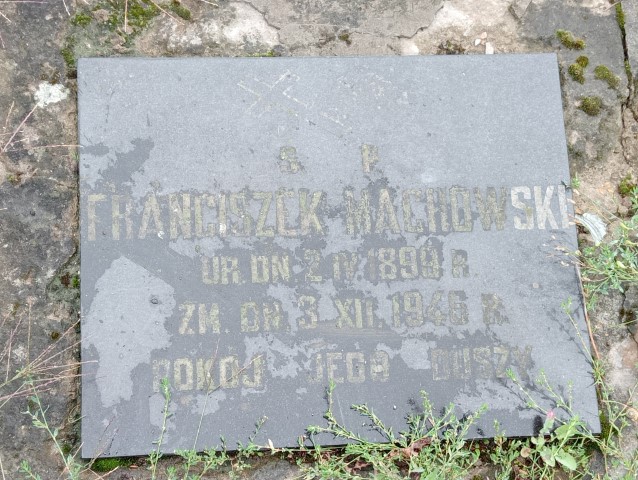 Ś. P.
FRANCISZEK MACHOWSKI
UR. DN. 2 IV. 1899 R.
ZM. DN. 3 XII. 1946 R.
POKÓJ JEGO DUSZY